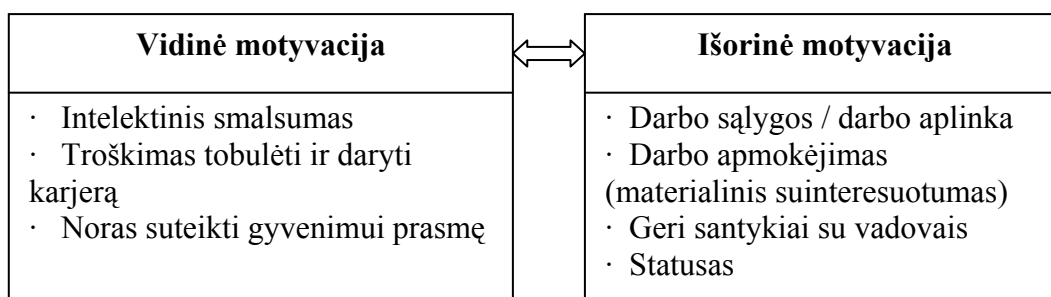 Vidinė motyvacija
· Intelektinis smalsumas
· Troškimas tobulėti ir daryti
karjerą
· Noras suteikti gyvenimui prasmę
Išorinė motyvacija
· Darbo sąlygos / darbo aplinka
· Darbo apmokėjimas
(materialinis suinteresuotumas)
· Geri santykiai su vadovais
· Statusas